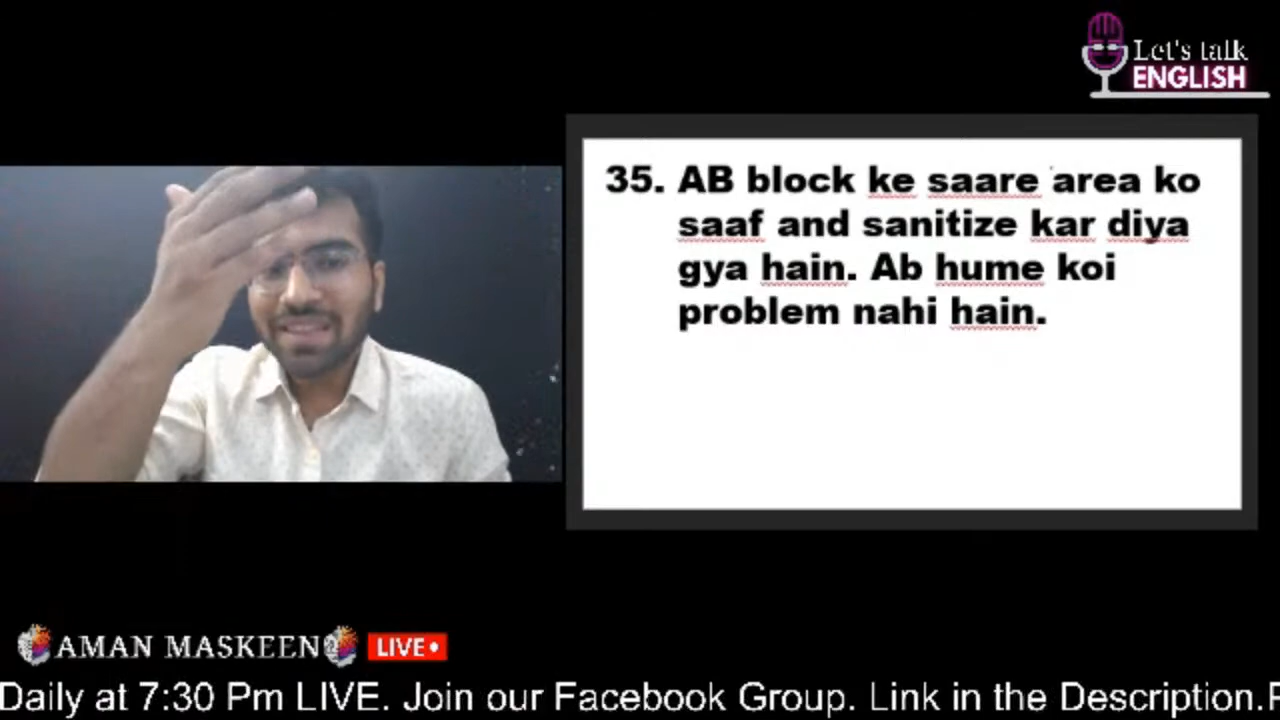 Let's talk
ENGLISH
35. AB block ke saare area ko
saaf and sanitize kar diya
gya hain. Ab hume koi
problem nahi hain.
AMAN MASKEEN
LIVE
Daily at 7:30 Pm LIVE. Join our Facebook Group. Link in the Description.F